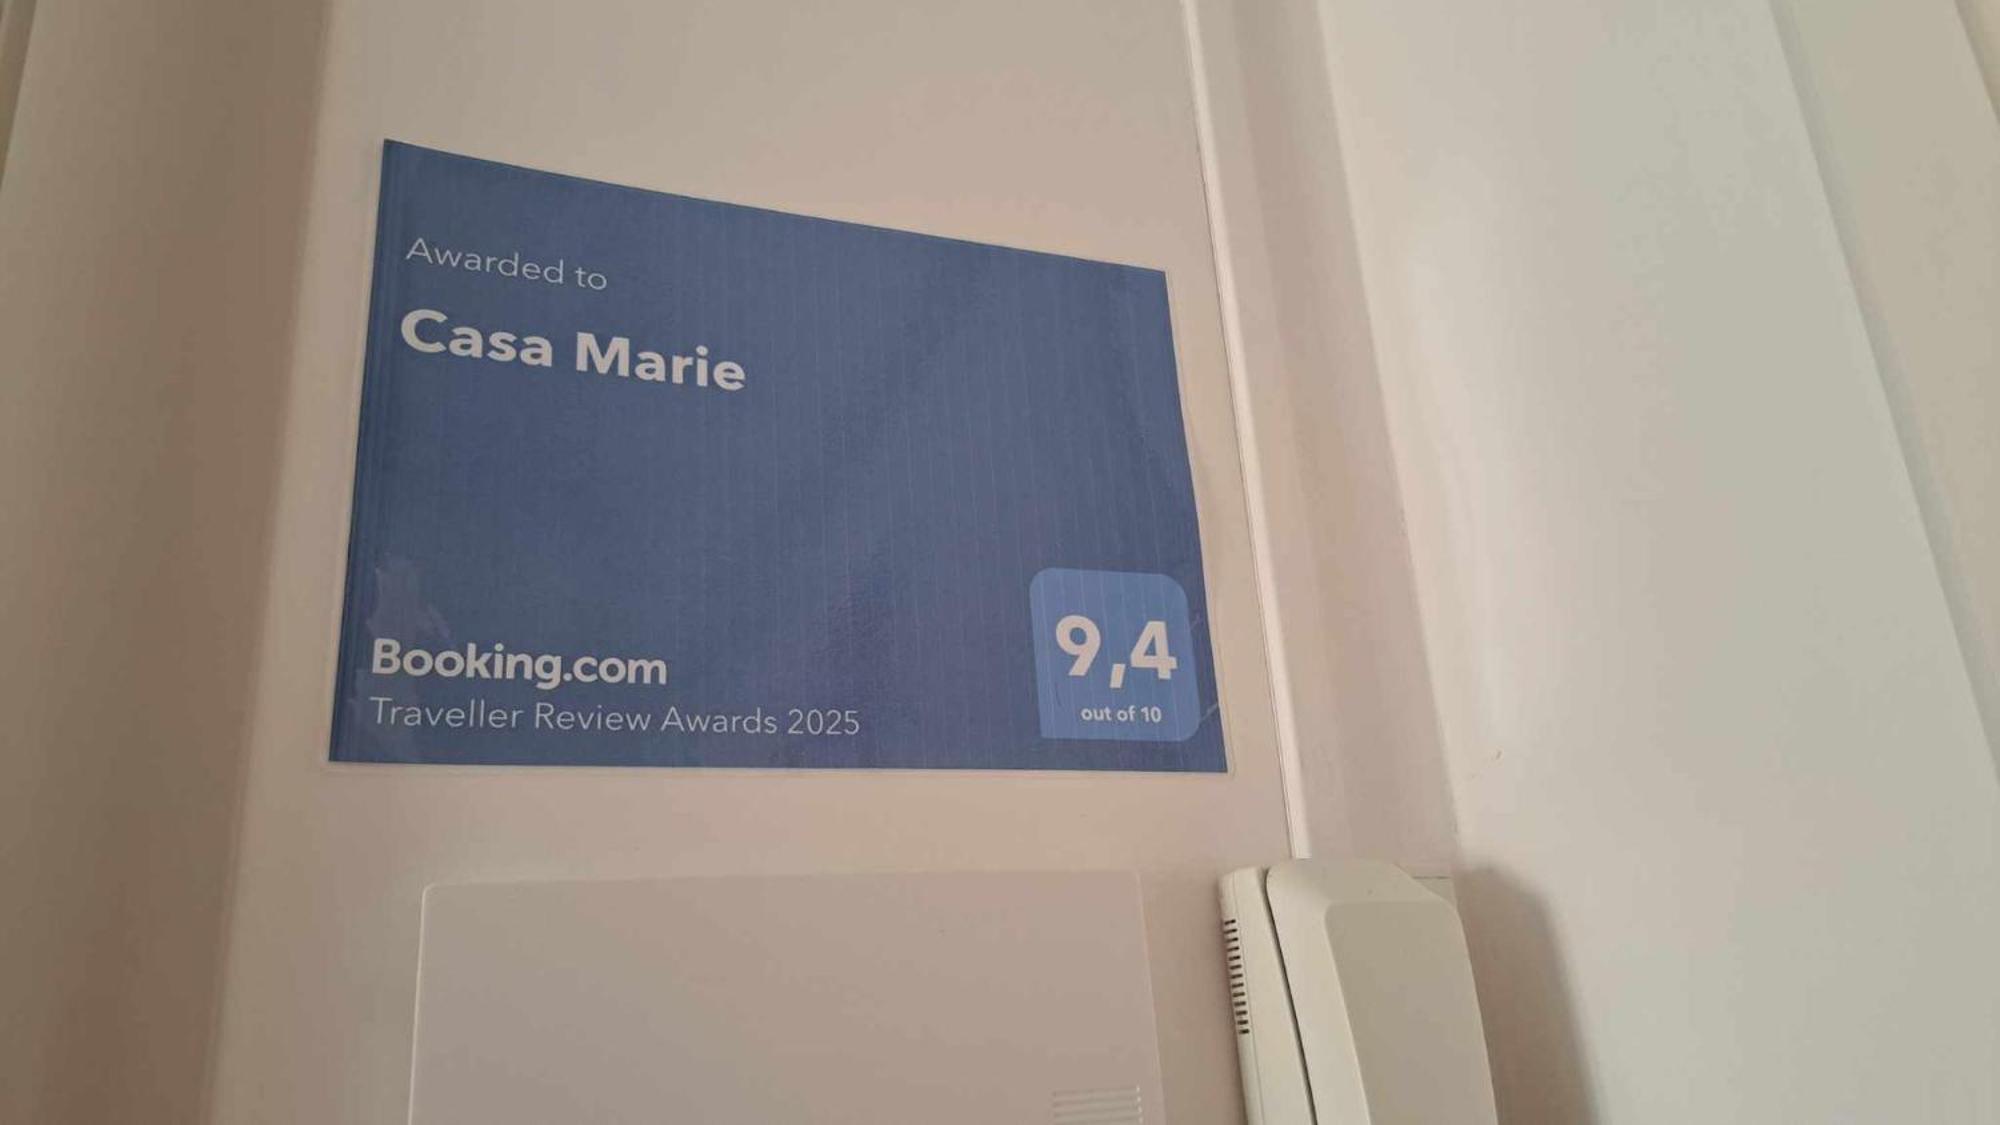 Awarded to
Casa Marie
Booking.com
Traveller Review Awards 2025
9,4
out of 10